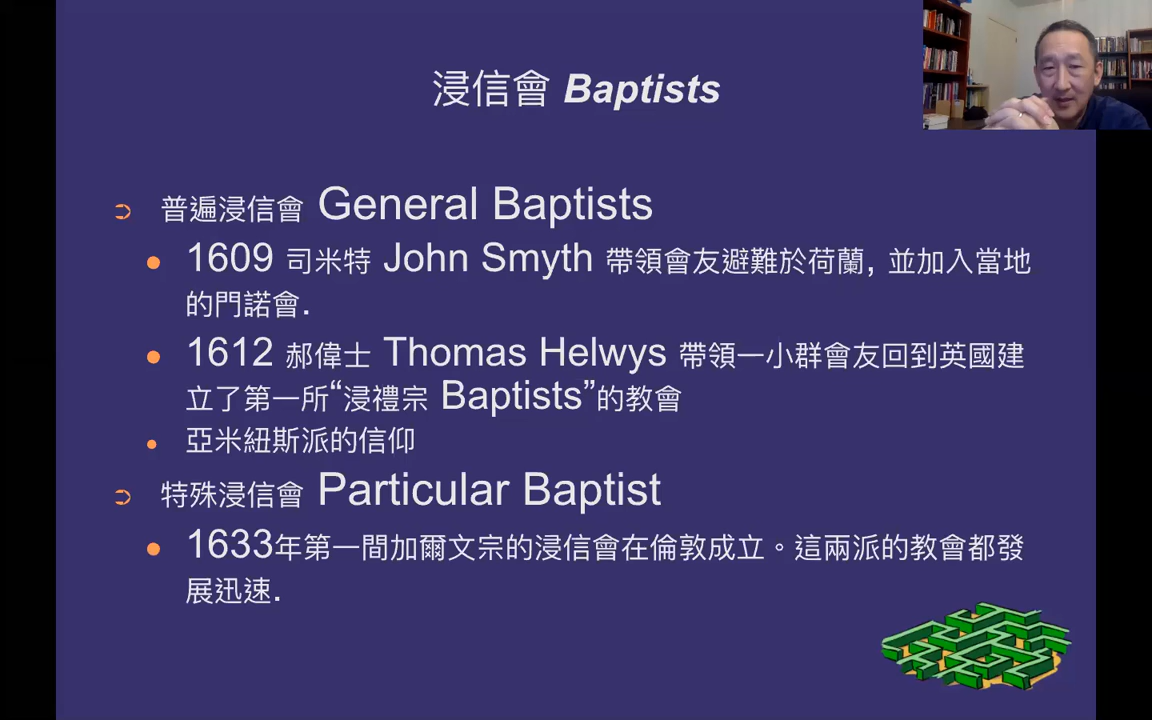 浸信會 Baptists
普遍浸信會 General Baptists
1609 司米特 John Smyth 帶領會友避難於荷蘭, 並加入當地
的門諾會.
1612 郝偉士 Thomas Helwys 帶領一小群會友回到英國建
立了第一所“浸禮宗 Baptists”的教會
亞米紐斯派的信仰
特殊浸信會 Particular Baptist
1633年第一間加爾文宗的浸信會在倫敦成立。這兩派的教會都發
展迅速.